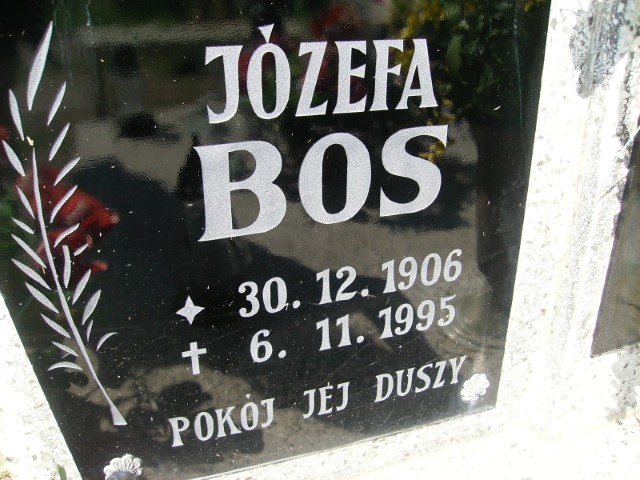 JÓZEFA
BOS
30. 12. 1906
6. 11. 1995
POKÓJ JEJ DUSZY